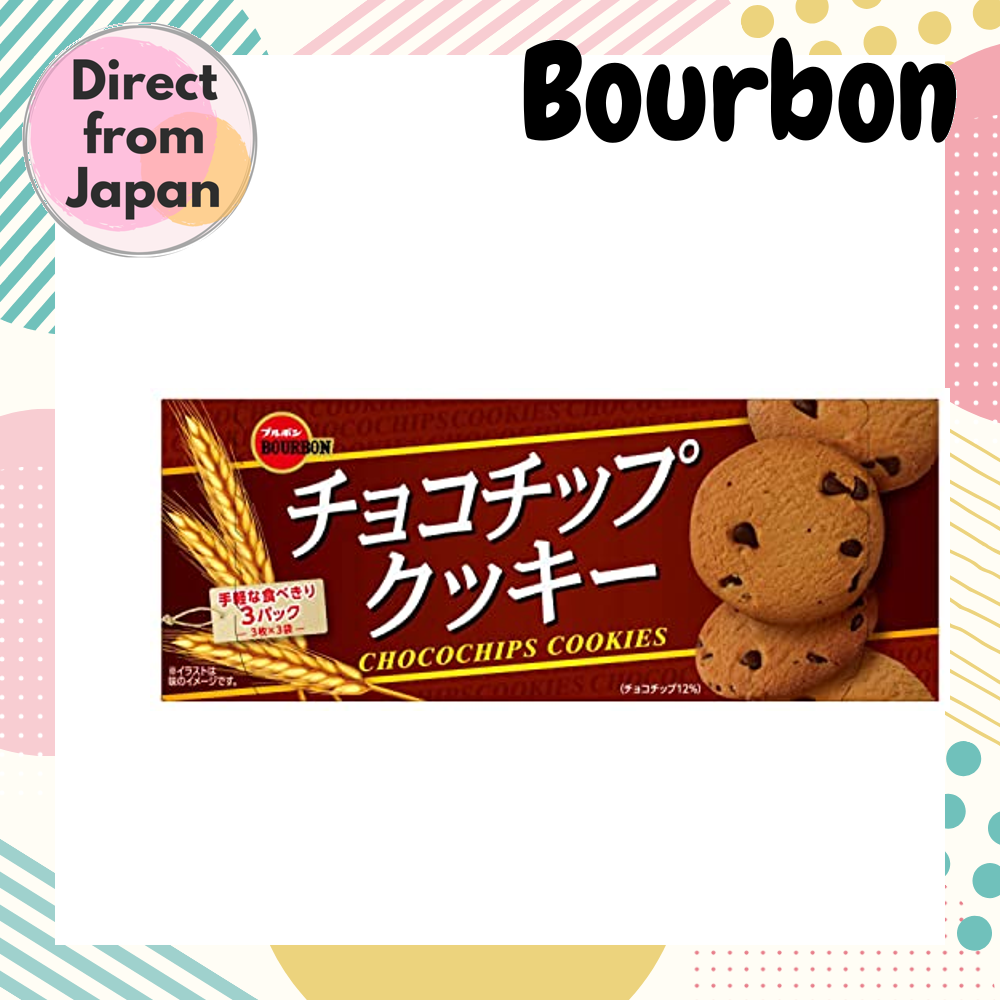 Direct
from
Japan
Bourbon
CHOCOCHIPS COOKIES
ブルボン
BOURBON
チョコチップ
クッキー
手軽な食べきり
3パック
3枚×3袋
CHOCOCHIPS COOKIES
※イラストは
味のイメージです。
(チョコチップ12%)